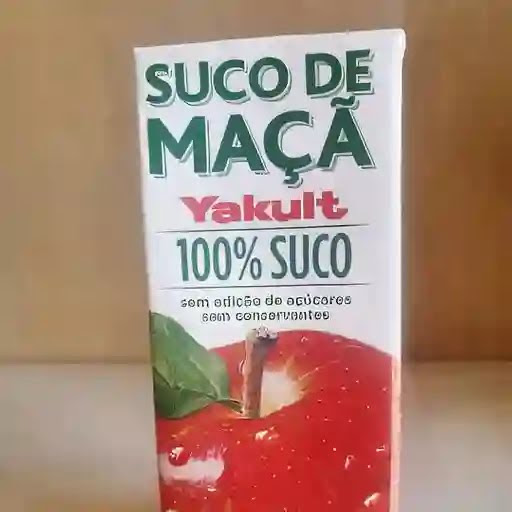 SUCO DE
MAÇÃ
Yakult
100% SUCO
sem adição de açúcares
sem conservantes